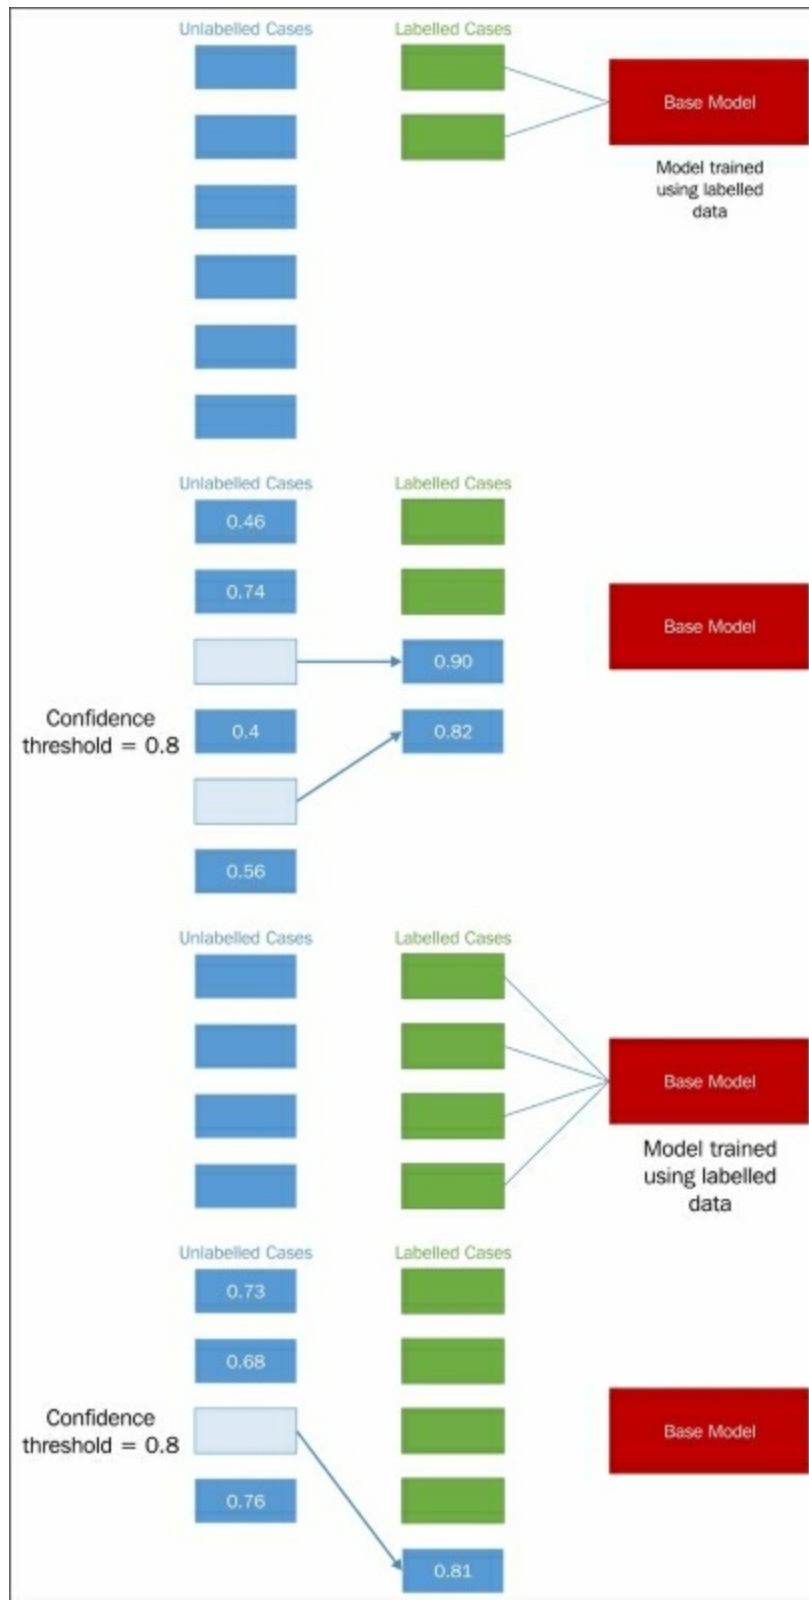 Unlabelled Cases
Labelled Cases
Base Model
Model trained
using labelled
data
Unlabelled Cases
Labelled Cases
0.46
0.74
Base Model
0.90
Confidence
threshold = 0.8
0.4
0.82
0.56
Unlabelled Cases
Labelled Cases
Base Model
Model trained
using labelled
data
Unlabelled Cases
Labelled Cases
0.73
0.68
Confidence
threshold = 0.8
Base Model
0.76
0.81